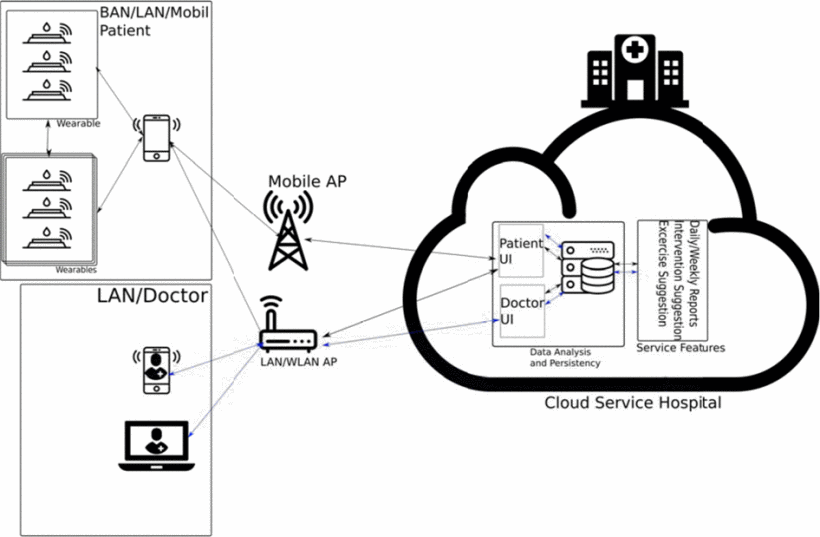 BAN/LAN/Mobil
Patient
Wearable
Wearables
LAN/Doctor
Mobile AP
LAN/WLAN AP
Patient
UI
Doctor
UI
Data Analysis
and Persistency
Daily/Weekly Reports
Intervention Suggestion
Excercise Suggestion
Service Features
Cloud Service Hospital